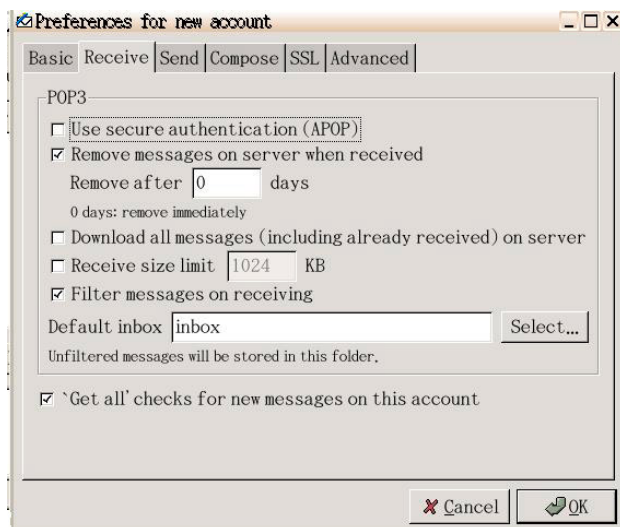 Preferences for new account
Basic Receive Send Compose SSL Advanced
POP3
Use secure authentication (APOP)
Remove messages on server when received
Remove after 0 days
0 days: remove immediately
Download all messages (including already received) on server
Receive size limit 1024 KB
Filter messages on receiving
Default inbox inbox Select...
Unfiltered messages will be stored in this folder.
`Get all' checks for new messages on this account
Cancel OK